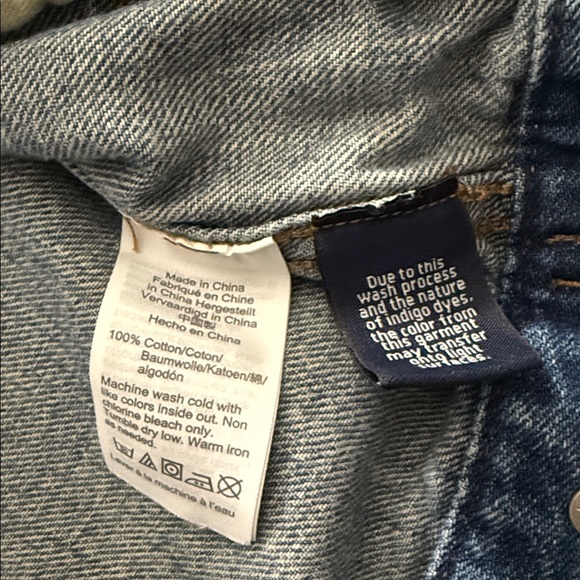 Made in China
Fabriqué en Chine
in China Hergestellt
Vervaardigd in China
中国製
Hecho en China
100% Cotton/Coton/
Baumwolle/Katoen/綿/
algodón
Machine wash cold with
like colors inside out. Non
chlorine bleach only.
Tumble dry low. Warm iron
as needed.
Laver à la machine à l'eau
Due to this
wash process
and the nature
of indigo dyes,
the color from
this garment
may transfer
onto light
surfaces.